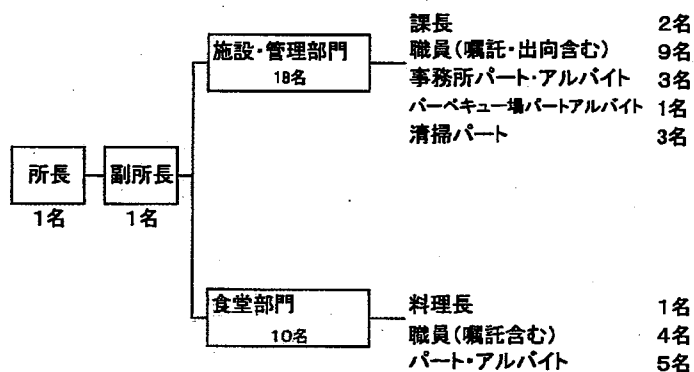 課長 2名
施設・管理部門 職員(嘱託・出向含む) 9名
18名 事務所パート・アルバイト 3名
バーベキュー場パートアルバイト 1名
清掃パート 3名
所長 副所長
1名 1名
食堂部門 料理長 1名
10名 職員(嘱託含む) 4名
パート・アルバイト 5名